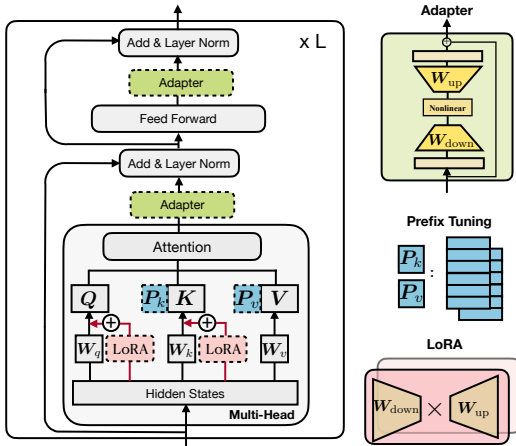 Add & Layer Norm
x L
Adapter
Feed Forward
Add & Layer Norm
Adapter
Attention
Q
P_k
K
P_v
V
W_q
LoRA
W_k
LoRA
W_v
Hidden States
Multi-Head
Adapter
W_up
Nonlinear
W_down
Prefix Tuning
P_k
:
P_v
LoRA
W_down × W_up